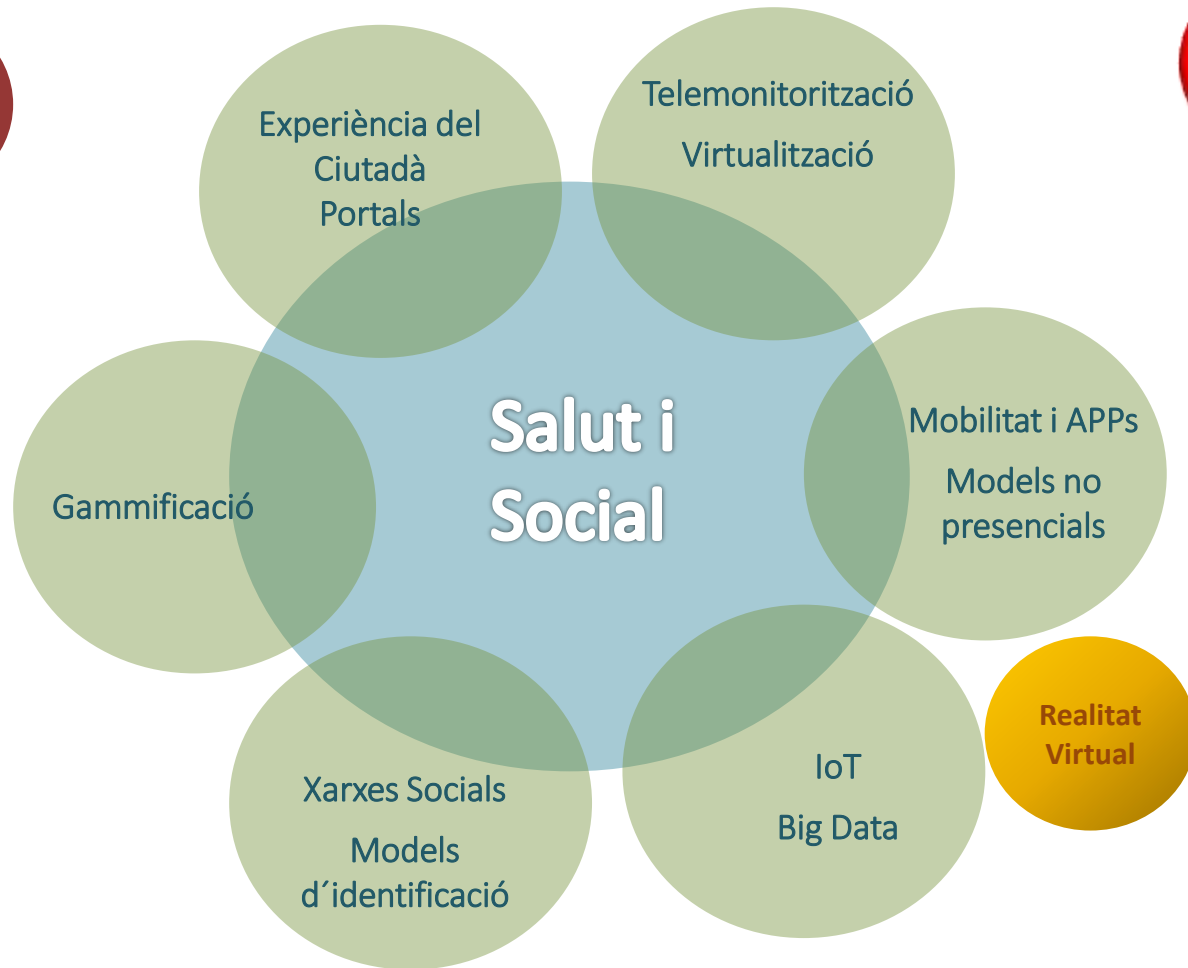 Experiència del
Ciutadà
Portals
Telemonitorització
Virtualització
Salut i
Social
Mobilitat i APPs
Models no
presencials
Gammificació
Realitat
Virtual
IoT
Big Data
Xarxes Socials
Models
d´identificació